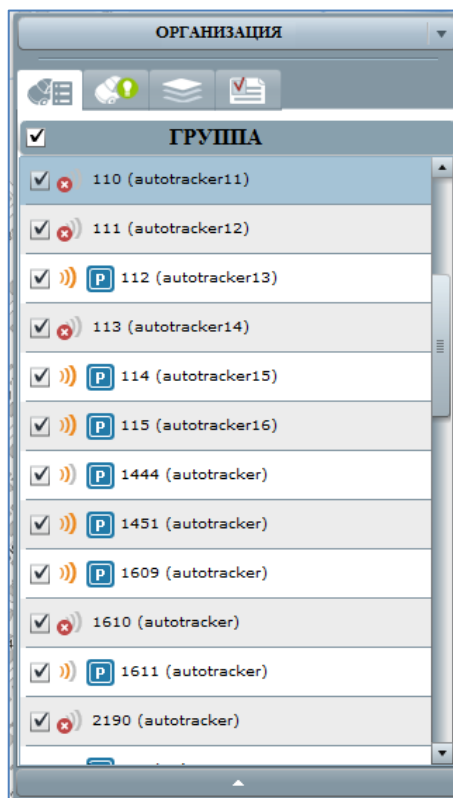 ОРГАНИЗАЦИЯ
ГРУППА
110 (autotracker11)
111 (autotracker12)
P 112 (autotracker13)
113 (autotracker14)
P 114 (autotracker15)
P 115 (autotracker16)
P 1444 (autotracker)
P 1451 (autotracker)
P 1609 (autotracker)
1610 (autotracker)
P 1611 (autotracker)
2190 (autotracker)